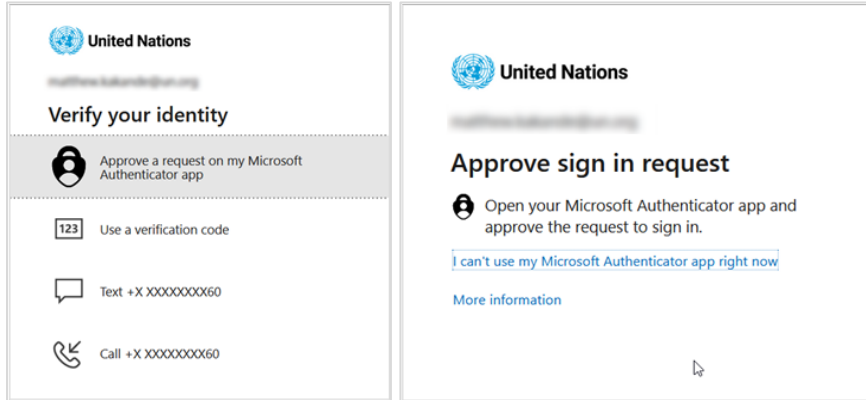 United Nations
Verify your identity
Approve a request on my Microsoft
Authenticator app
123
Use a verification code
Text +X XXXXXXXX60
Call +X XXXXXXXX60
United Nations
Approve sign in request
Open your Microsoft Authenticator app and
approve the request to sign in.
I can't use my Microsoft Authenticator app right now
More information